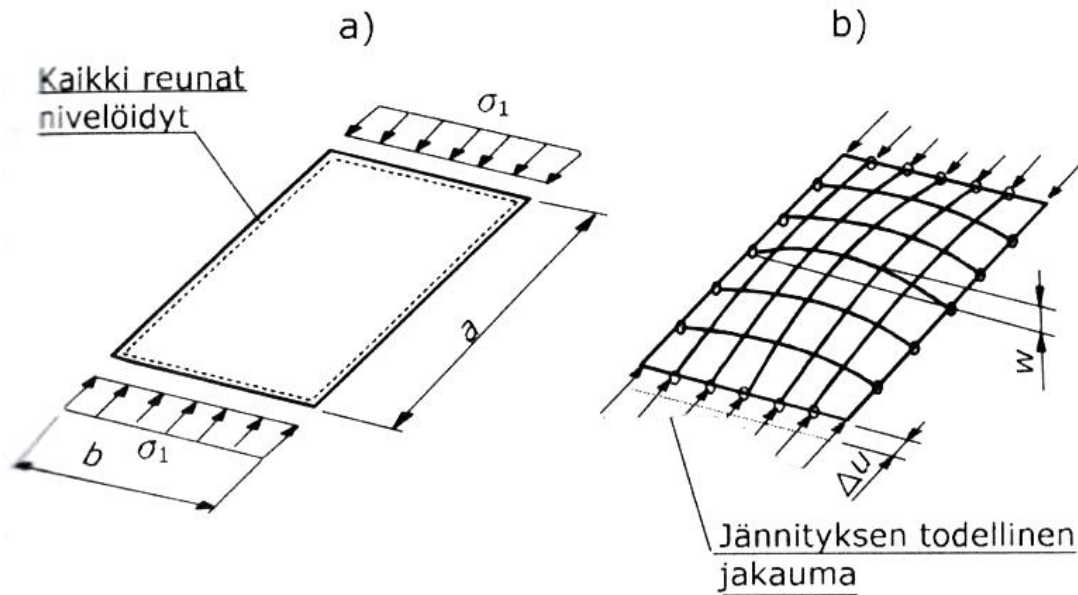 a)
b)
Kaikki reunat
nivelöidyt
σ₁
a
w
b
σ₁
Δu
Jännityksen todellinen
jakauma